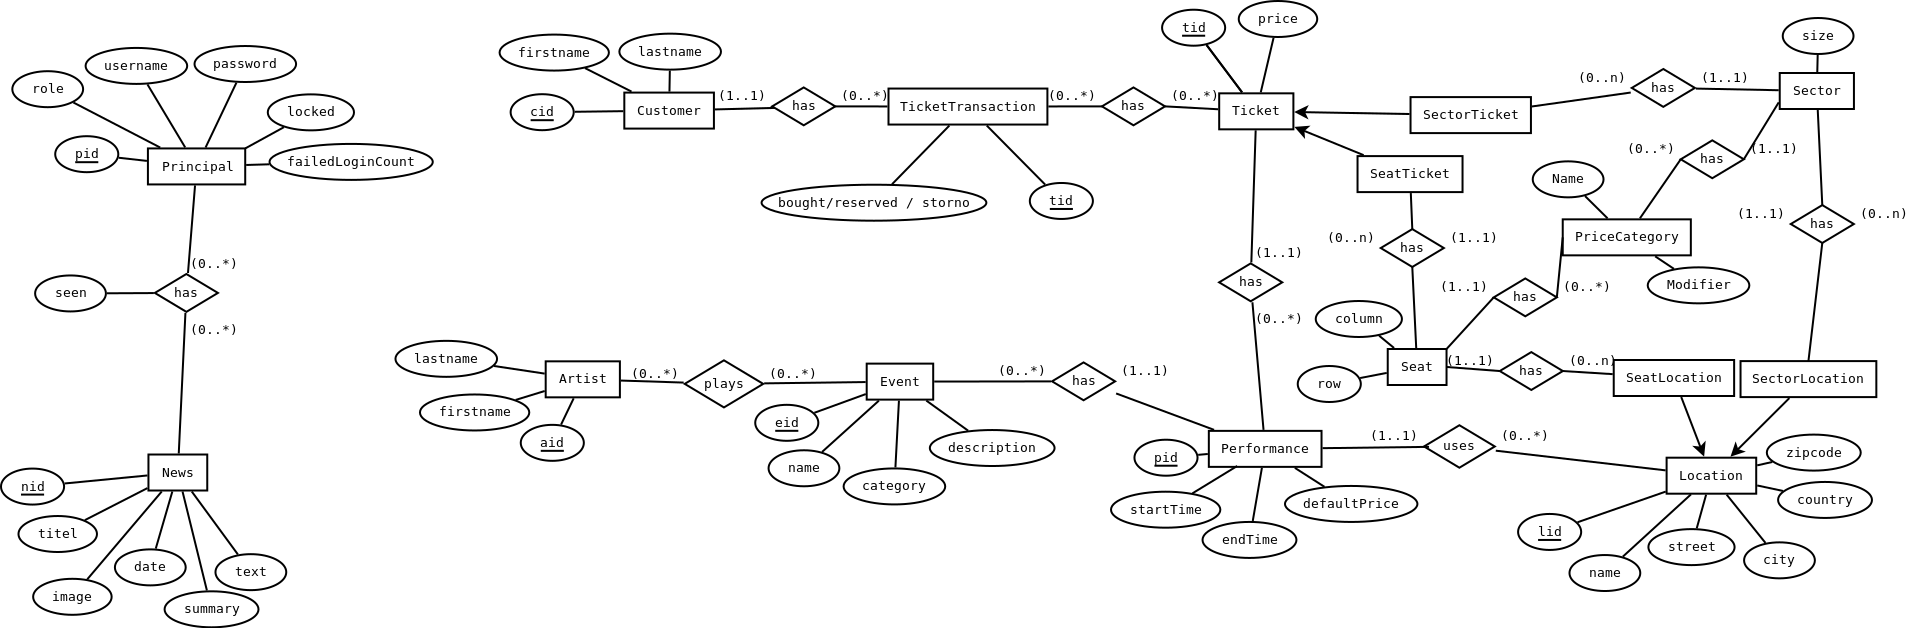 tid
price
size
firstname
lastname
username
password
role
(0..n)
has
(1..1)
Sector
locked
cid
Customer
(1..1)
has
(0..*)
TicketTransaction
(0..*)
has
(0..*)
Ticket
SectorTicket
pid
Principal
failedLoginCount
(0..*)
has
(1..1)
SeatTicket
Name
bought/reserved / storno
tid
(1..1)
has
(0..n)
(0..n)
has
(1..1)
PriceCategory
(0..*)
(1..1)
seen
has
has
(1..1)
has
(0..*)
Modifier
(0..*)
(0..*)
column
lastname
Artist
(0..*)
plays
(0..*)
Event
(0..*)
has
(1..1)
row
Seat
(1..1)
has
(0..n)
SeatLocation
SectorLocation
firstname
aid
eid
name
category
description
Performance
(1..1)
uses
(0..*)
pid
startTime
endTime
defaultPrice
Location
zipcode
country
lid
name
street
city
News
nid
titel
image
date
summary
text